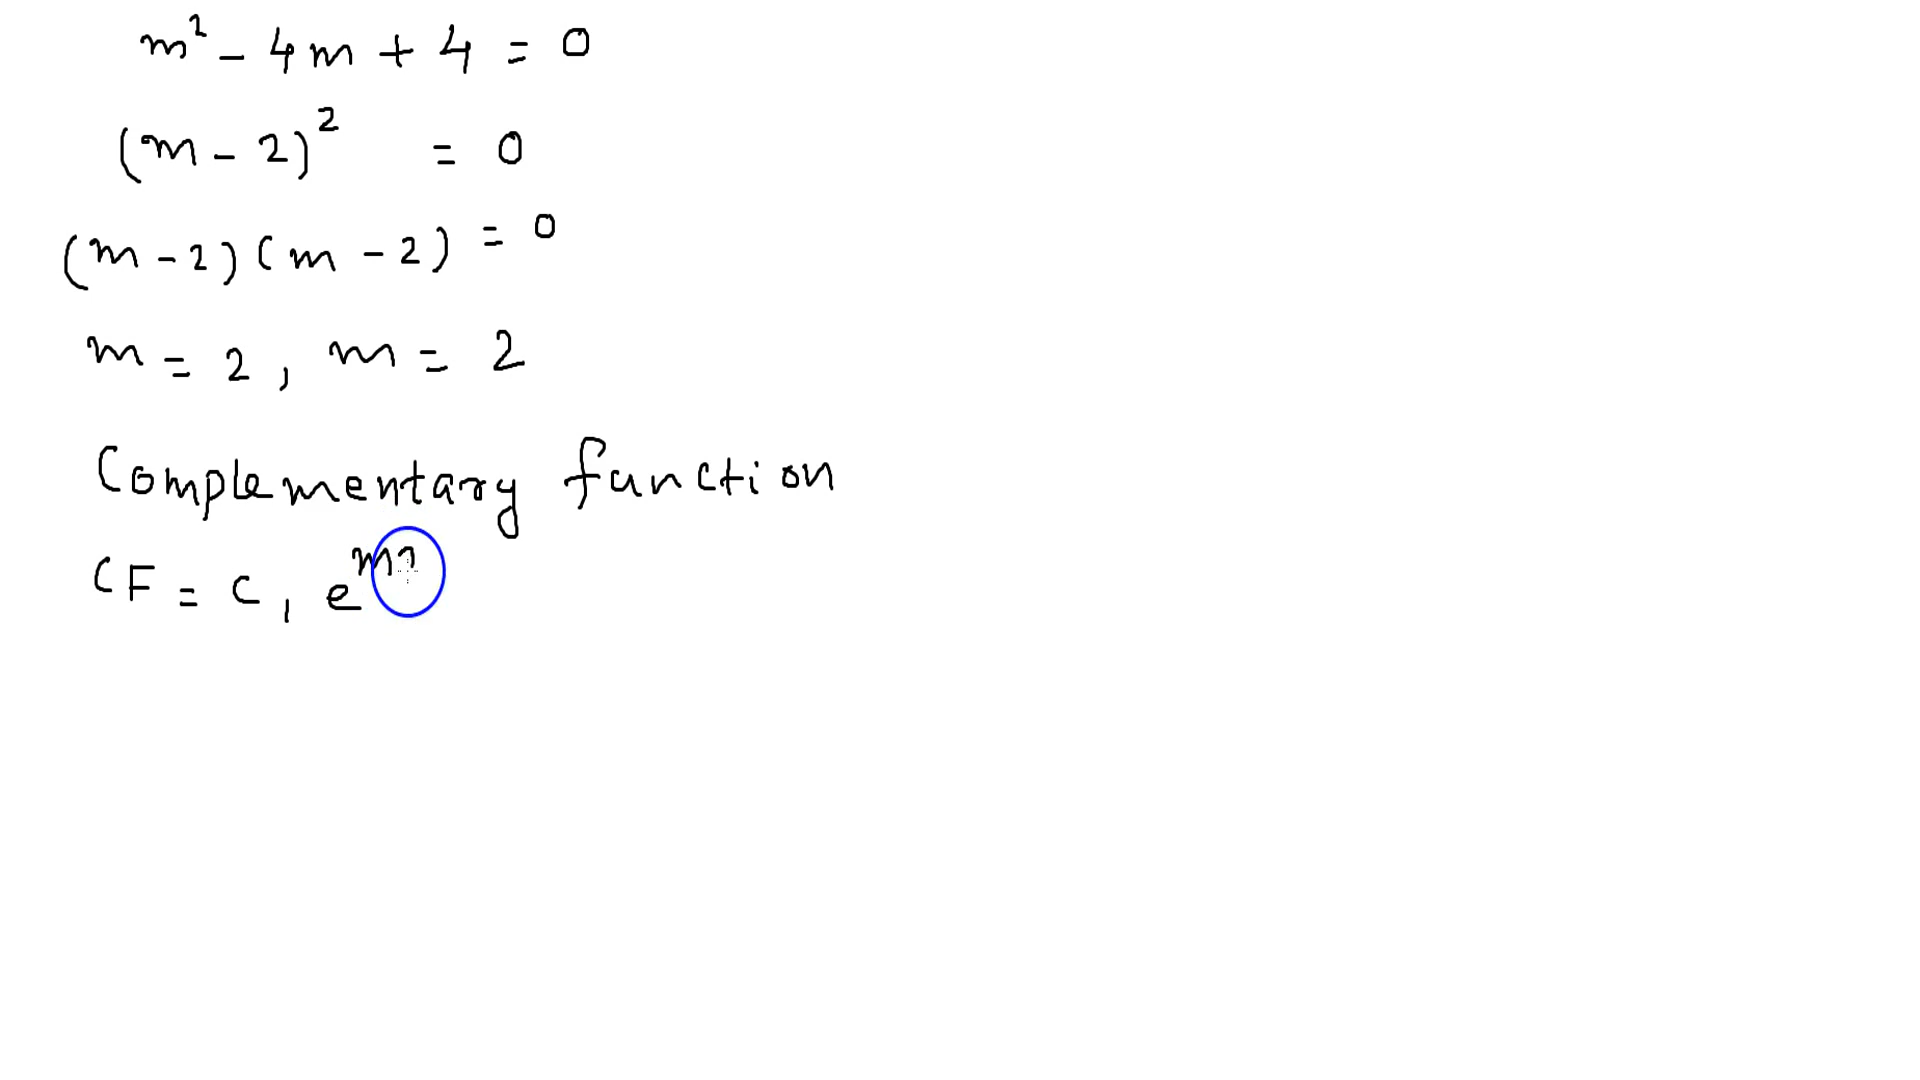 m² - 4m + 4 = 0
(m - 2)² = 0
(m - 2)(m - 2) = 0
m = 2, m = 2
Complementary function
CF = C₁ e^m